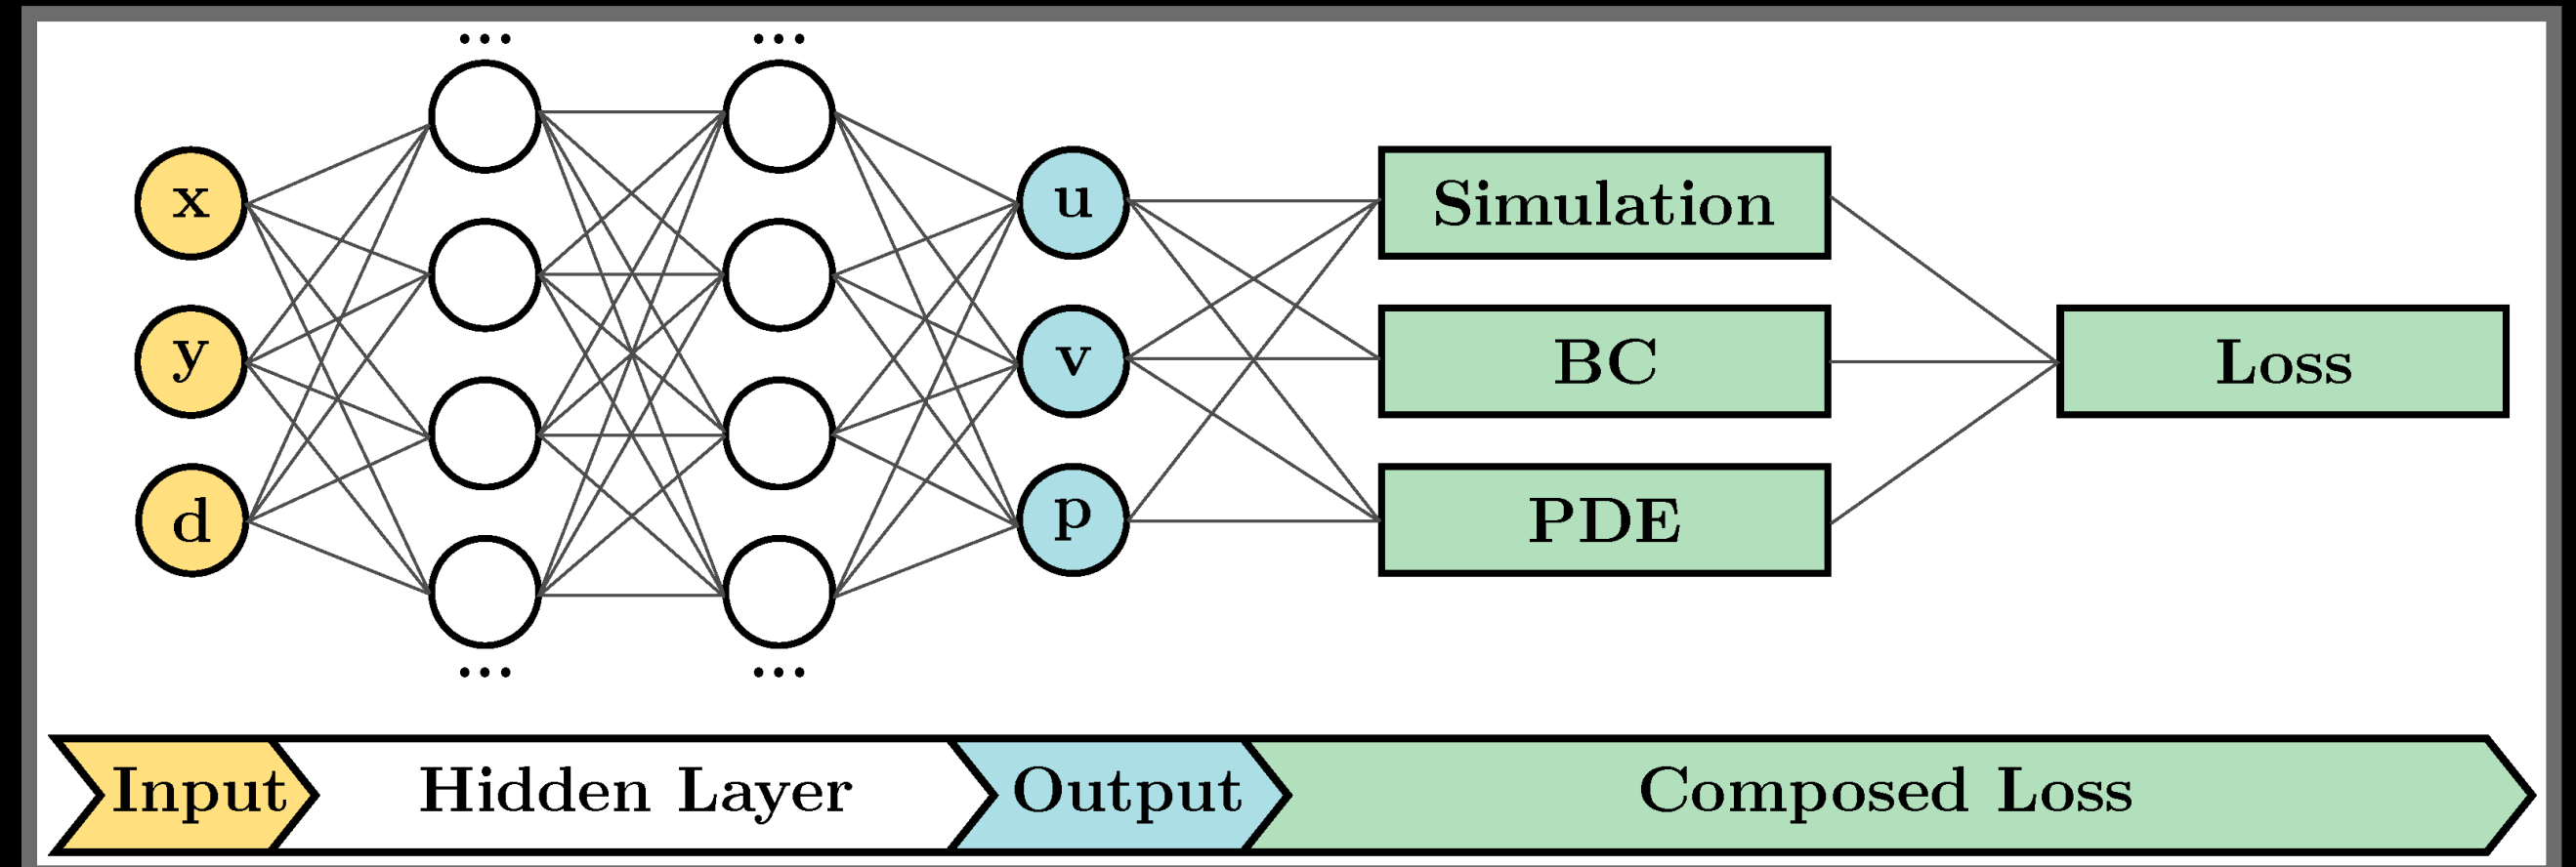 ... ...
x
y
d
u
v
p
... ...
Simulation
BC
PDE
Loss
Input
Hidden Layer
Output
Composed Loss